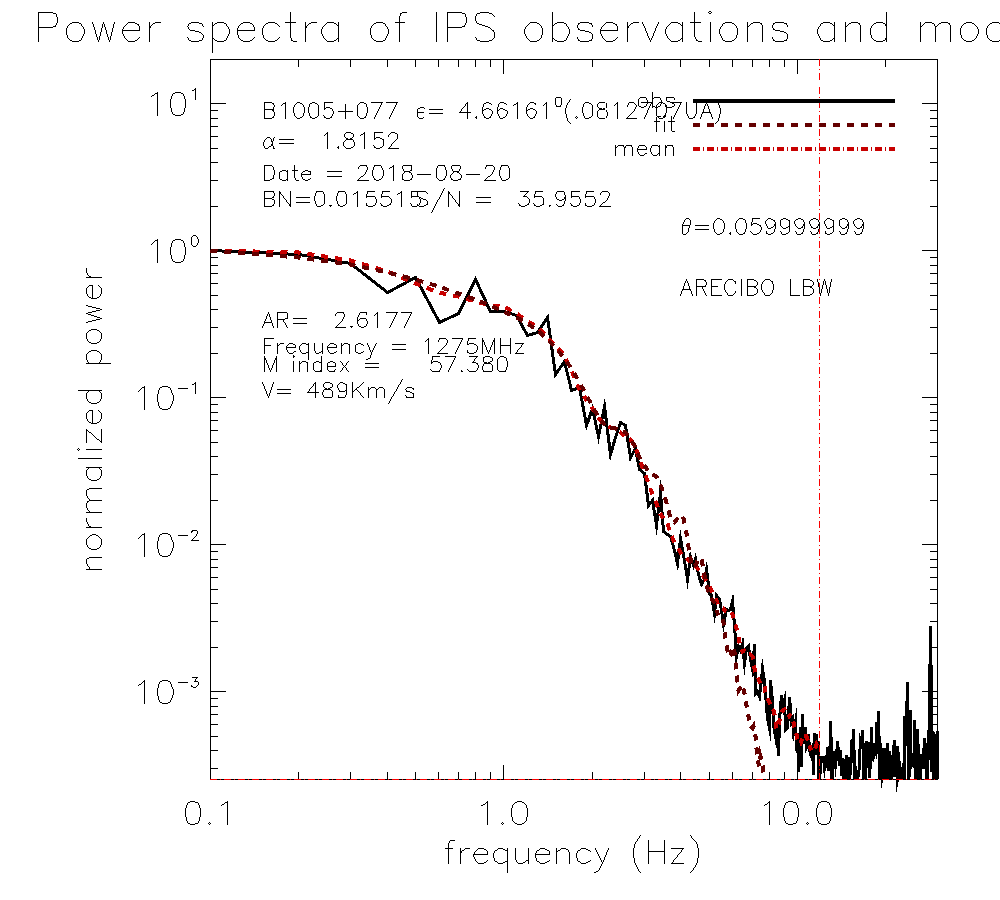 Power spectra of IPS observations and mod
B1005+077 ϵ= 4.66161⁰(.0812707UA)
α= 1.8152
Date = 2018-08-20
BN=0.015515 S/N = 35.9552
obs
fit
mean
θ=0.059999999
ARECIBO LBW
AR= 2.6177
Frequency = 1275MHz
M index = 57.380
V= 489Km/s
normalized power
10¹
10⁰
10⁻¹
10⁻²
10⁻³
0.1 1.0 10.0
frequency (Hz)